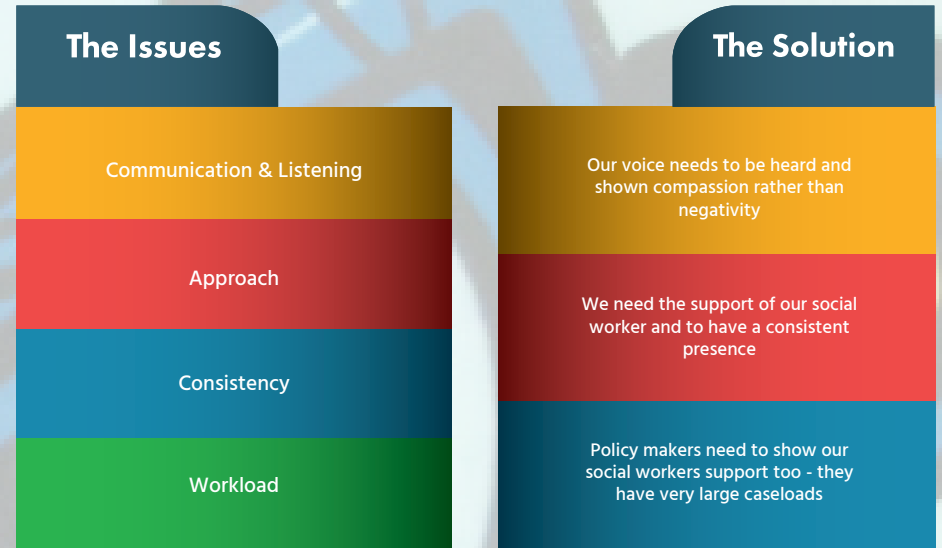 The Issues
Communication & Listening
Approach
Consistency
Workload
The Solution
Our voice needs to be heard and
shown compassion rather than
negativity
We need the support of our social
worker and to have a consistent
presence
Policy makers need to show our
social workers support too - they
have very large caseloads